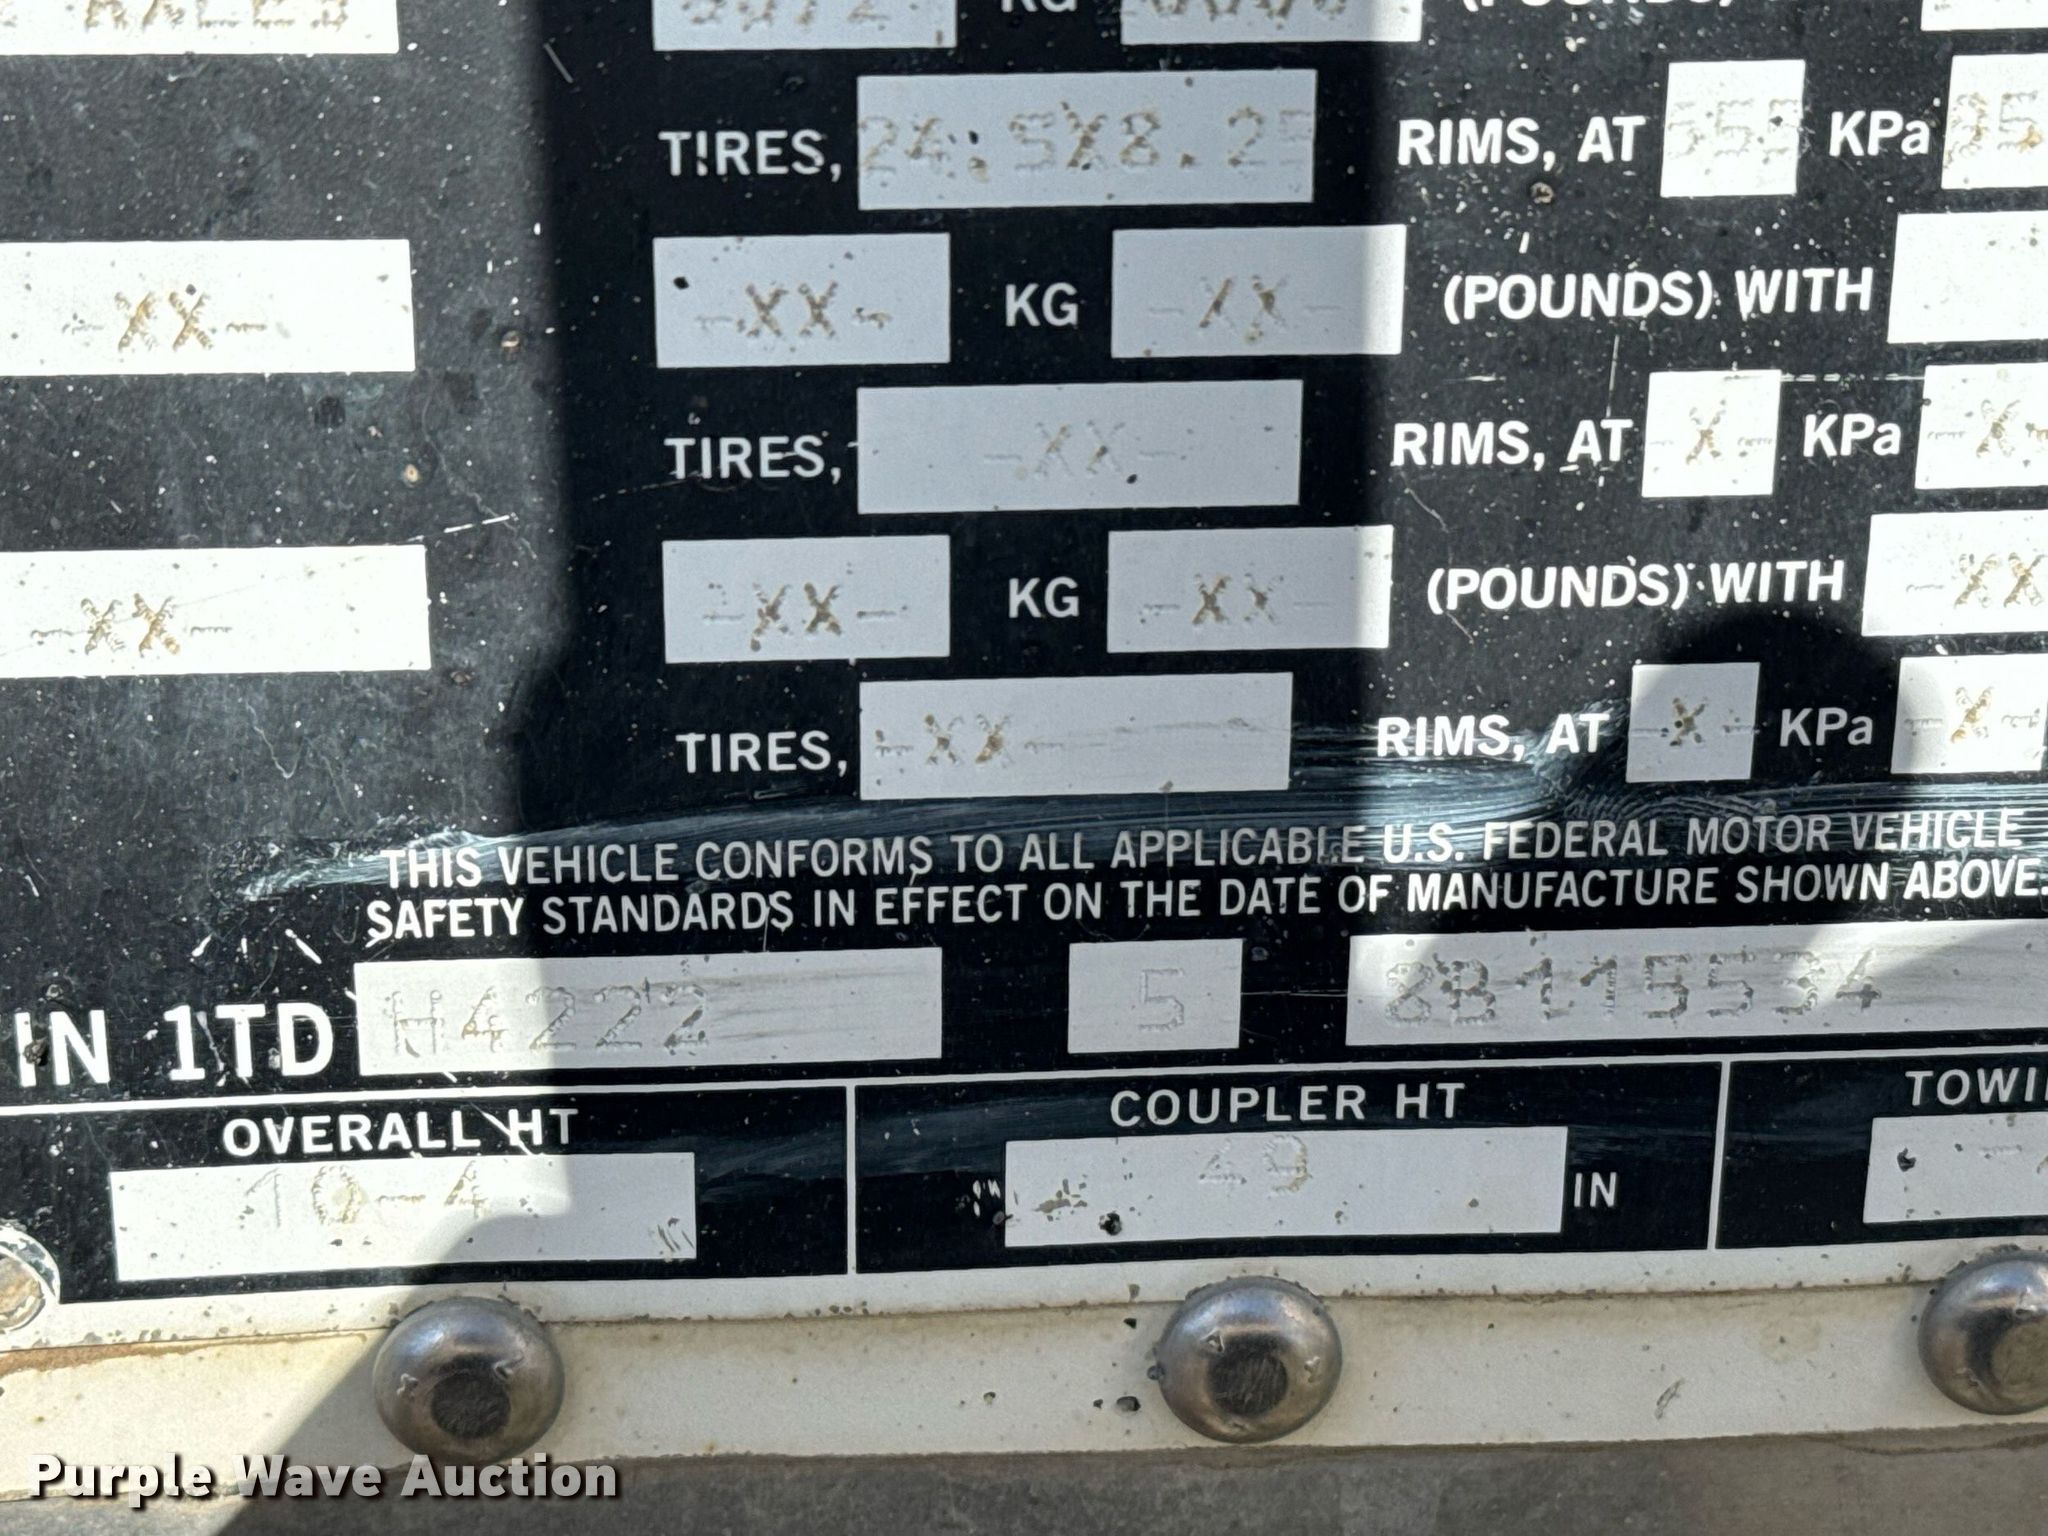 KG (POUNDS)
TIRES, 24.5X8.25 RIMS, AT KPa
-XX- -XX- KG -XX- (POUNDS) WITH
TIRES, -XX- RIMS, AT -X- KPa -X-
-XX- -XX- KG -XX- (POUNDS) WITH -XX
TIRES, -XX- RIMS, AT -X- KPa -X-
THIS VEHICLE CONFORMS TO ALL APPLICABLE U.S. FEDERAL MOTOR VEHICLE
SAFETY STANDARDS IN EFFECT ON THE DATE OF MANUFACTURE SHOWN ABOVE.
IN 1TD H4222 5 8B115534
OVERALL HT COUPLER HT TOWI
10-4 49 IN
Purple Wave Auction